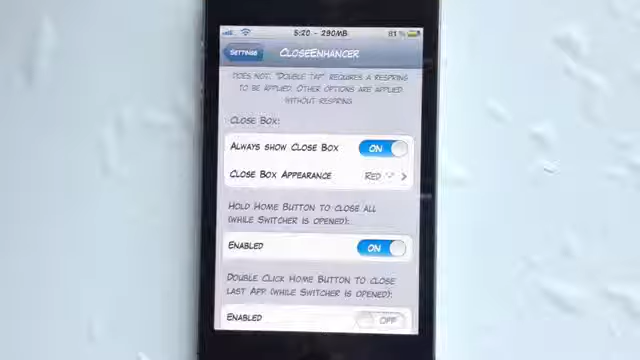 5:20 - 290MB 81 %
Settings
CloseEnhancer
does not. "Double Tap" requires a respring
to be applied. Other options are applied
without respring
Close Box:
Always show Close Box ON
Close Box Appearance Red
Hold Home Button to close all
(while Switcher is opened):
Enabled ON
Double Click Home Button to close
last App (while Switcher is opened):
Enabled OFF